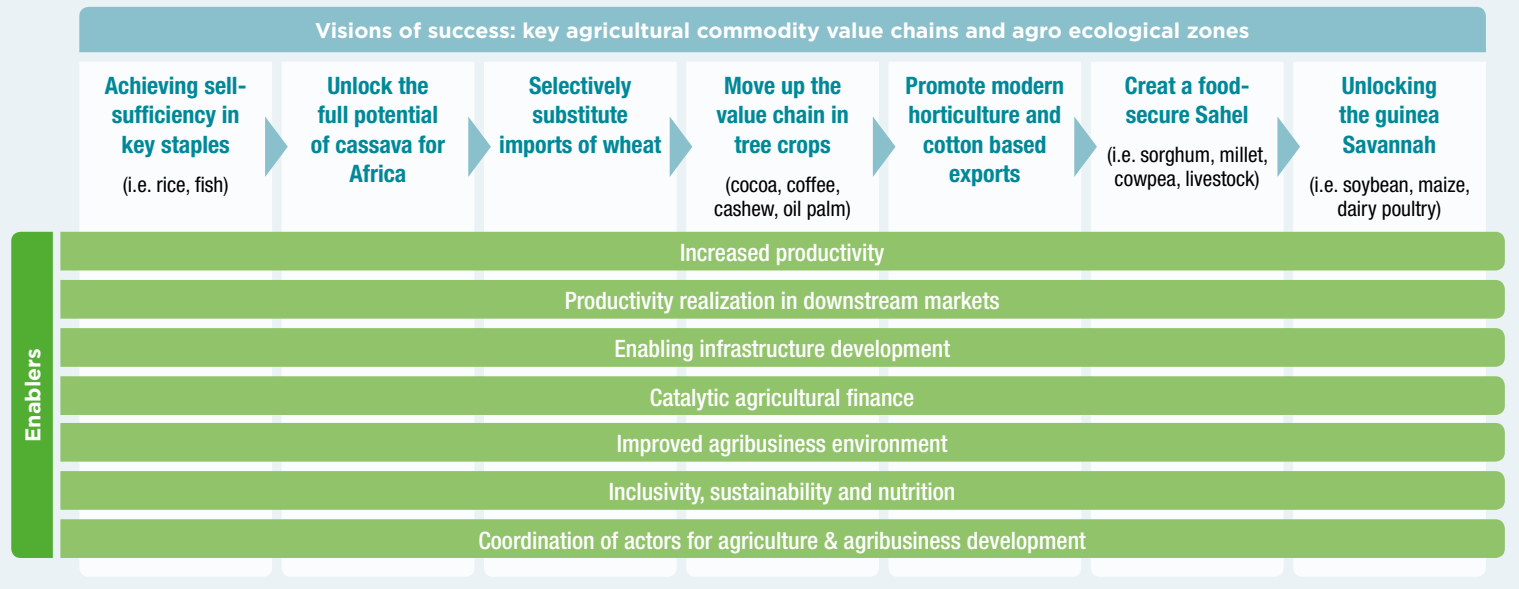 Visions of success: key agricultural commodity value chains and agro ecological zones
Achieving sell-
sufficiency in
key staples
(i.e. rice, fish)
Unlock the
full potential
of cassava for
Africa
Selectively
substitute
imports of wheat
Move up the
value chain in
tree crops
(cocoa, coffee,
cashew, oil palm)
Promote modern
horticulture and
cotton based
exports
Creat a food-
secure Sahel
(i.e. sorghum, millet,
cowpea, livestock)
Unlocking
the guinea
Savannah
(i.e. soybean, maize,
dairy poultry)
Enablers
Increased productivity
Productivity realization in downstream markets
Enabling infrastructure development
Catalytic agricultural finance
Improved agribusiness environment
Inclusivity, sustainability and nutrition
Coordination of actors for agriculture & agribusiness development